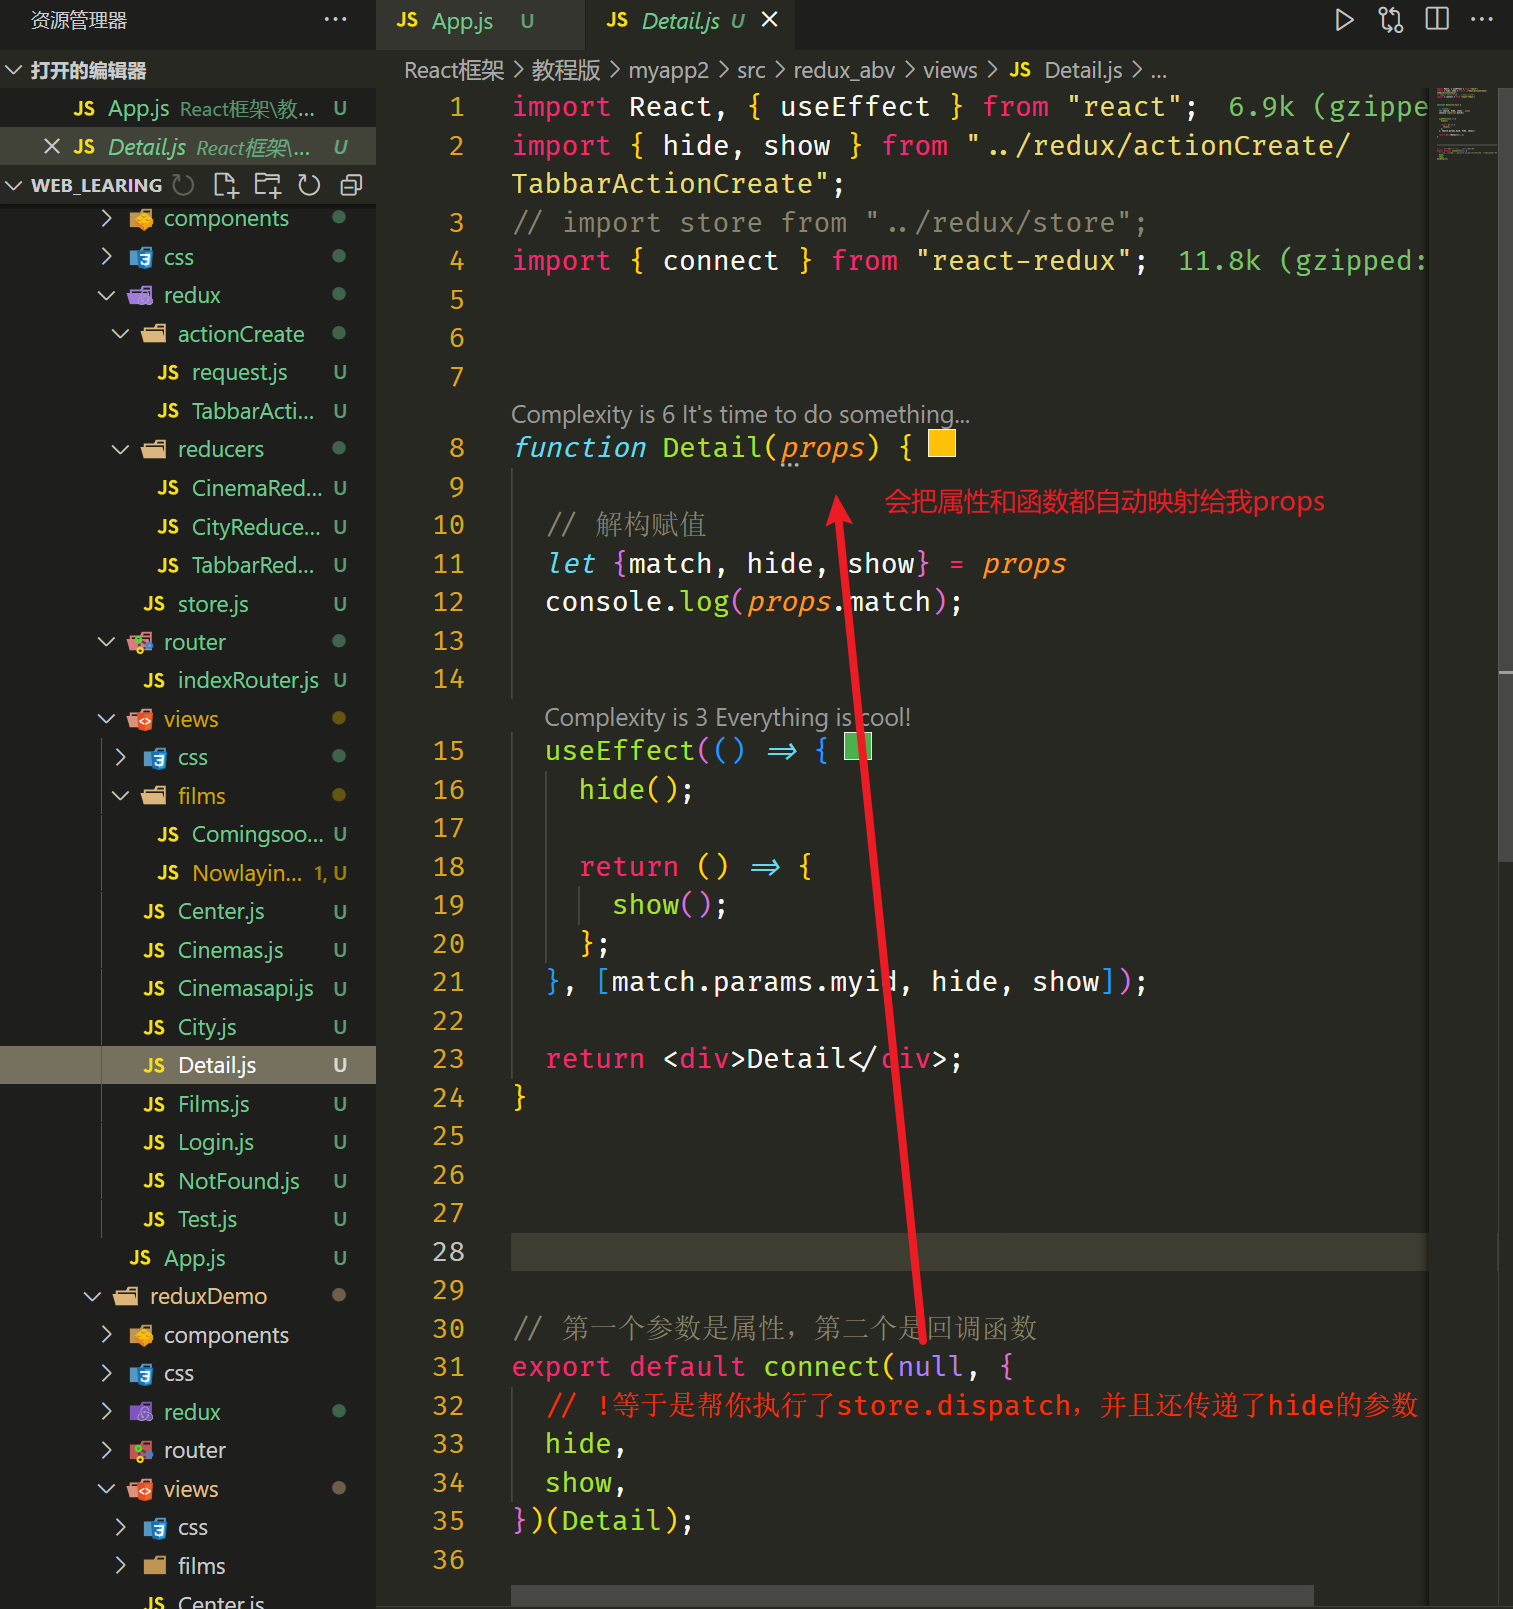 资源管理器
打开的编辑器
JS App.js React框架\教... U
JS Detail.js React框架\... U
WEB_LEARING
components
css
redux
actionCreate
JS request.js U
JS TabbarActi... U
reducers
JS CinemaRed... U
JS CityReduce... U
JS TabbarRed... U
JS store.js U
router
JS indexRouter.js U
views
css
films
JS Comingsoo... U
JS Nowlayin... 1, U
JS Center.js U
JS Cinemas.js U
JS Cinemasapi.js U
JS City.js U
JS Detail.js U
JS Films.js U
JS Login.js U
JS NotFound.js U
JS Test.js U
JS App.js U
reduxDemo
components
css
redux
router
views
css
films
JS Center.js
JS App.js U
JS Detail.js U
React框架 > 教程版 > myapp2 > src > redux_abv > views > JS Detail.js > ...
1 import React, { useEffect } from "react"; 6.9k (gzippe
2 import { hide, show } from "../redux/actionCreate/
TabbarActionCreate";
3 // import store from "../redux/store";
4 import { connect } from "react-redux"; 11.8k (gzipped:
5
6
7
Complexity is 6 It's time to do something...
8 function Detail(props) {
9
会把属性和函数都自动映射给我props
10 // 解构赋值
11 let {match, hide, show} = props
12 console.log(props.match);
13
14
Complexity is 3 Everything is cool!
15 useEffect(() => {
16 hide();
17
18 return () => {
19 show();
20 };
21 }, [match.params.myid, hide, show]);
22
23 return <div>Detail</div>;
24 }
25
26
27
28
29
30 // 第一个参数是属性，第二个是回调函数
31 export default connect(null, {
32 // !等于是帮你执行了store.dispatch，并且还传递了hide的参数
33 hide,
34 show,
35 })(Detail);
36